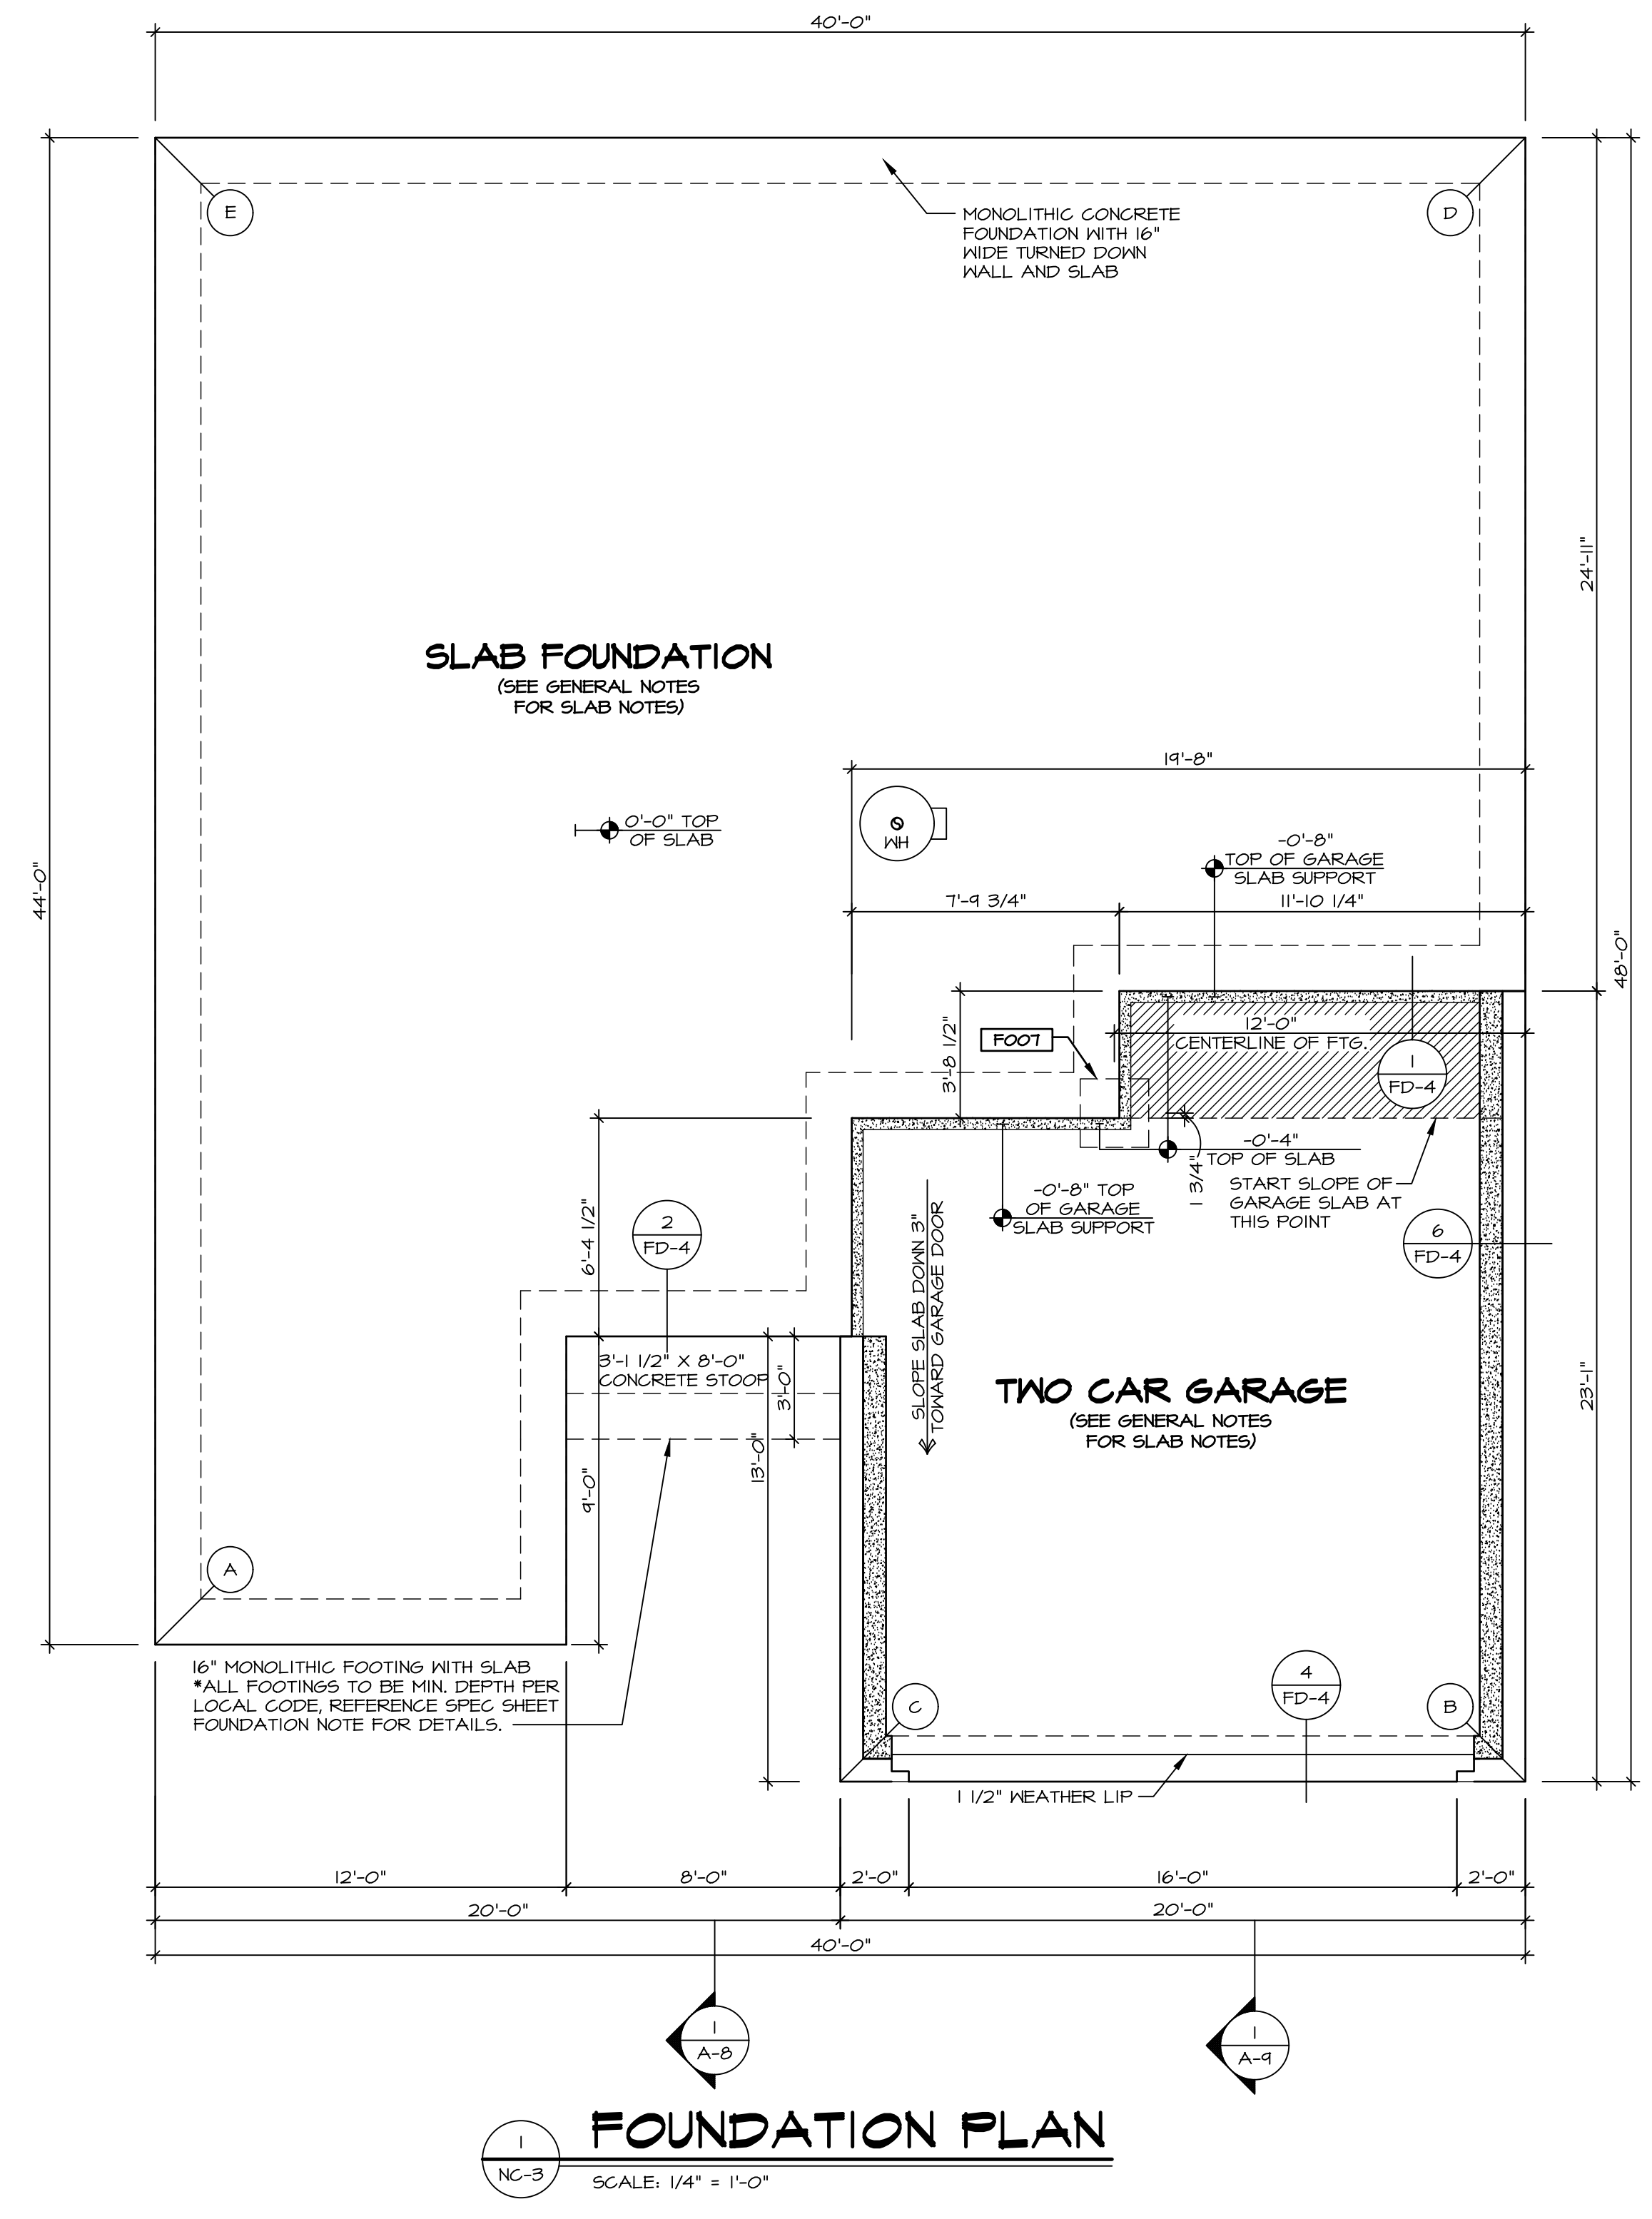 40'-0"
E
D
MONOLITHIC CONCRETE
FOUNDATION WITH 16"
WIDE TURNED DOWN
WALL AND SLAB
24'-11"
SLAB FOUNDATION
(SEE GENERAL NOTES
FOR SLAB NOTES)
19'-8"
0'-0" TOP
OF SLAB
WH
-0'-8"
TOP OF GARAGE
SLAB SUPPORT
44'-0"
7'-9 3/4"
11'-10 1/4"
48'-0"
12'-0"
CENTERLINE OF FTG.
F007
3'-8 1/2"
1
FD-4
-0'-4"
TOP OF SLAB
1 3/4"
START SLOPE OF
GARAGE SLAB AT
THIS POINT
-0'-8" TOP
OF GARAGE
SLAB SUPPORT
6'-4 1/2"
2
FD-4
6
FD-4
SLOPE SLAB DOWN 3"
TOWARD GARAGE DOOR
3'-1 1/2" X 8'-0"
CONCRETE STOOP
3'-0"
TWO CAR GARAGE
(SEE GENERAL NOTES
FOR SLAB NOTES)
23'-1"
13'-0"
9'-0"
A
16" MONOLITHIC FOOTING WITH SLAB
*ALL FOOTINGS TO BE MIN. DEPTH PER
LOCAL CODE, REFERENCE SPEC SHEET
FOUNDATION NOTE FOR DETAILS.
C
4
FD-4
B
1 1/2" WEATHER LIP
12'-0"
8'-0"
2'-0"
16'-0"
2'-0"
20'-0"
20'-0"
40'-0"
1
A-8
1
A-9
1
NC-3
FOUNDATION PLAN
SCALE: 1/4" = 1'-0"